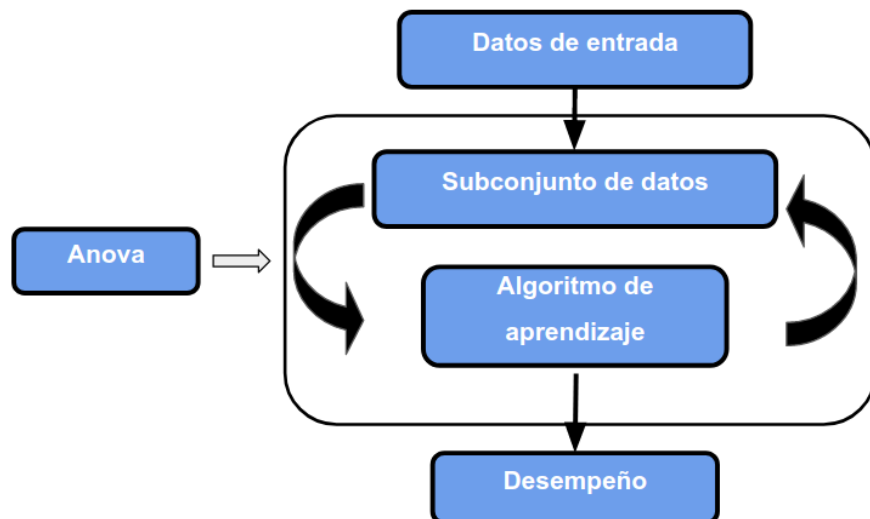 Datos de entrada
Subconjunto de datos
Anova
Algoritmo de
aprendizaje
Desempeño